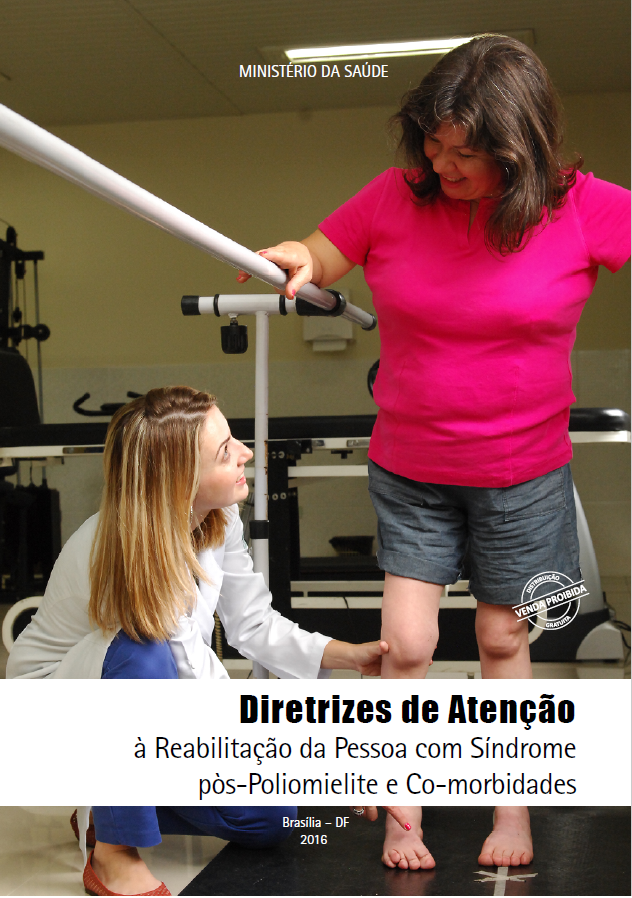 MINISTÉRIO DA SAÚDE
DISTRIBUIÇÃO
VENDA PROIBIDA
GRATUITA
Diretrizes de Atenção
à Reabilitação da Pessoa com Síndrome
pòs-Poliomielite e Co-morbidades
Brasília – DF
2016